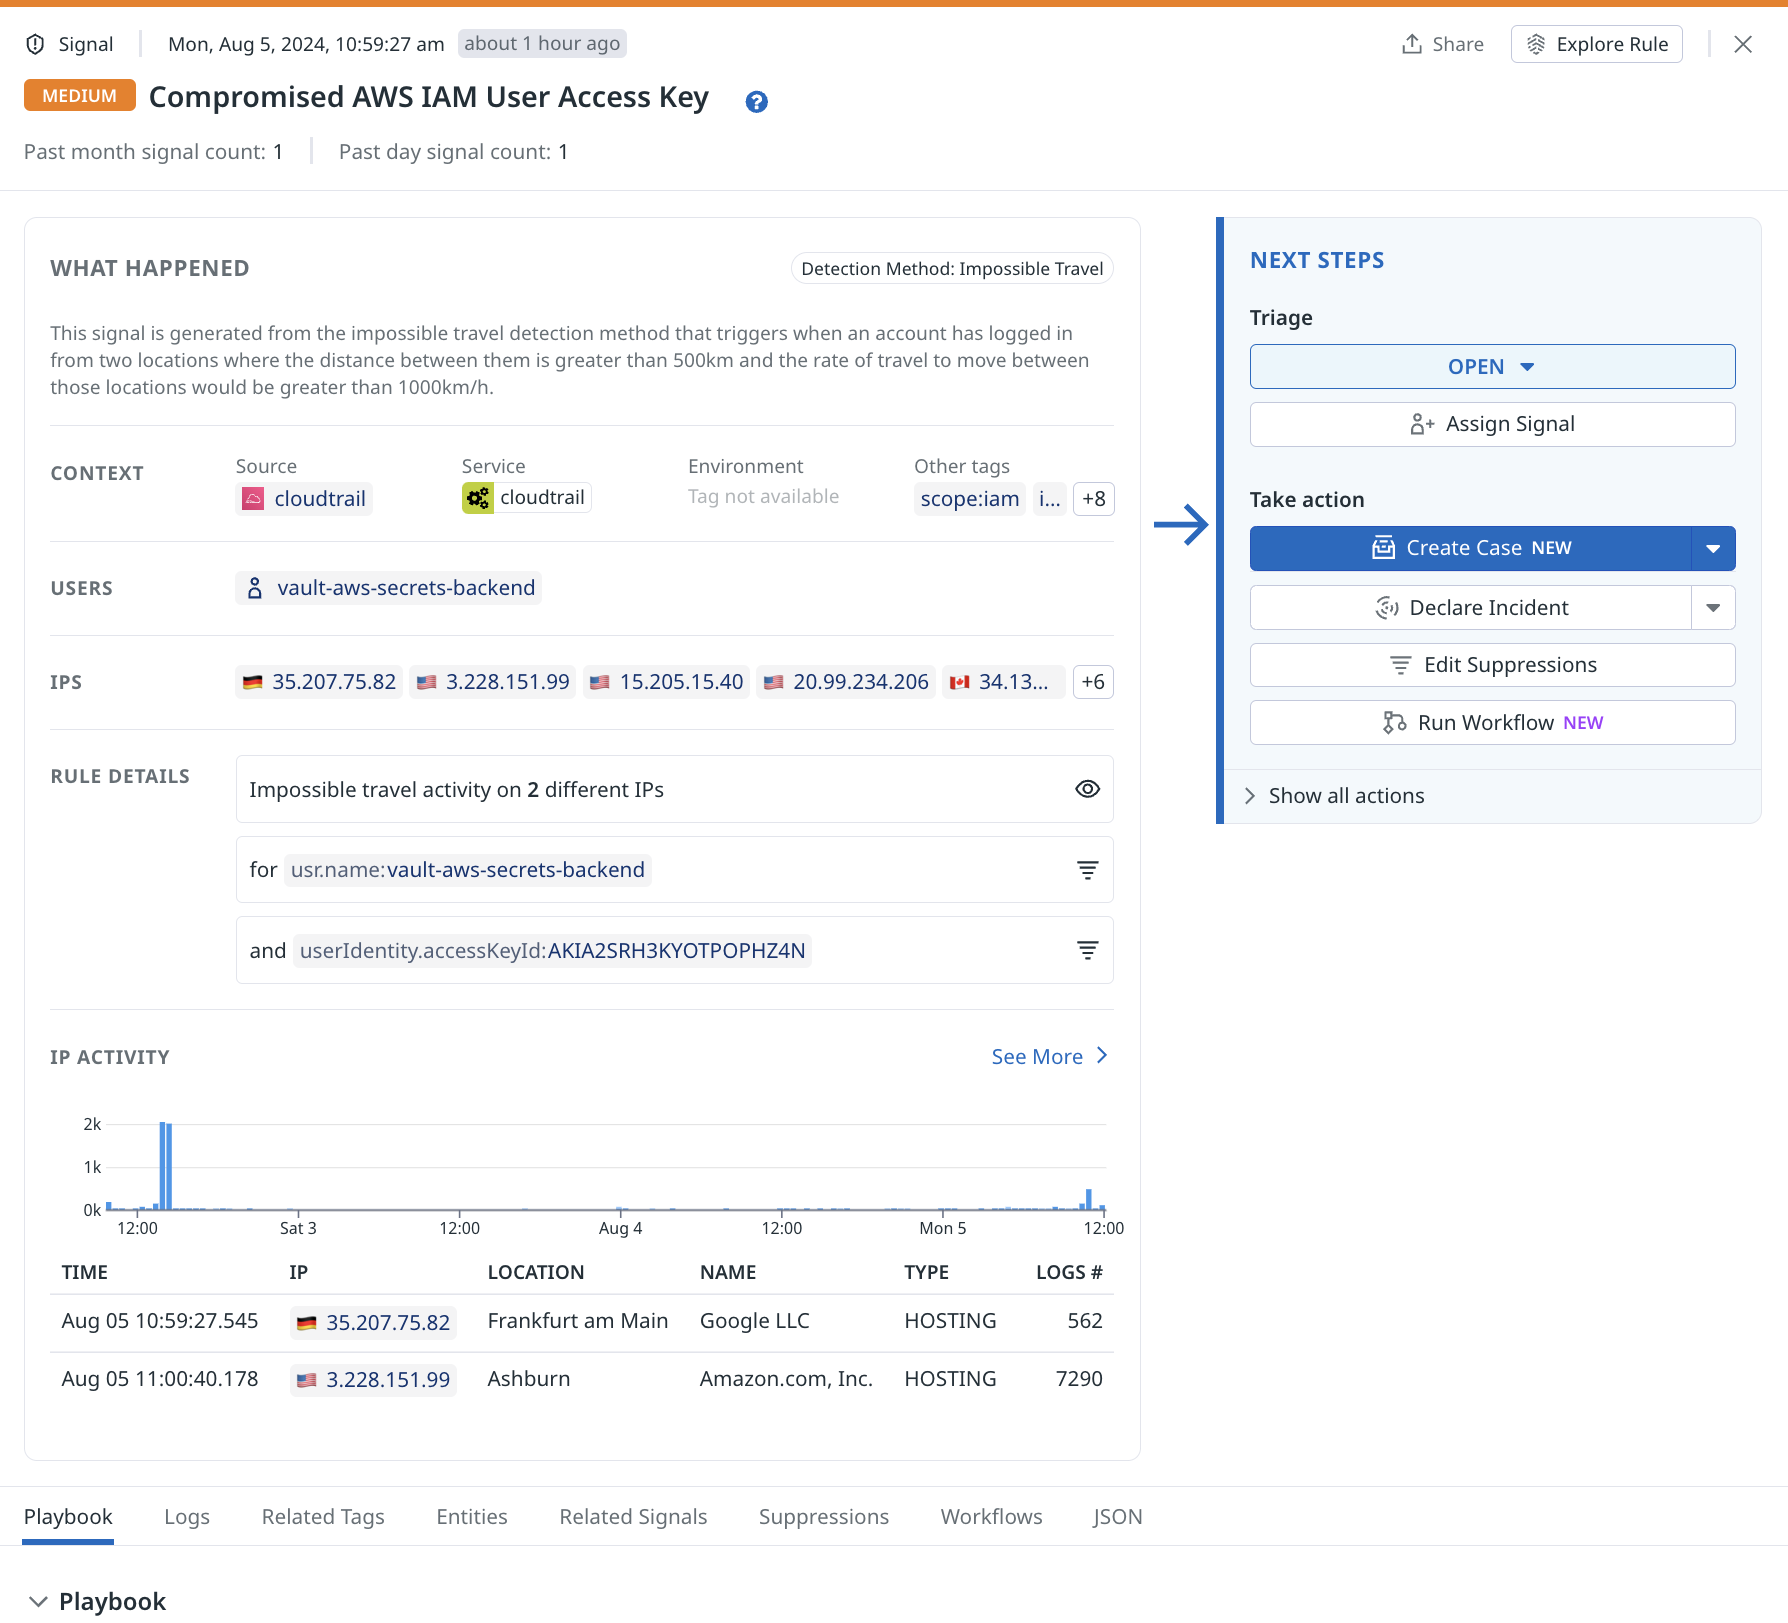 Signal
Mon, Aug 5, 2024, 10:59:27 am
about 1 hour ago
Share
Explore Rule
MEDIUM
Compromised AWS IAM User Access Key
?
Past month signal count: 1
Past day signal count: 1
WHAT HAPPENED
Detection Method: Impossible Travel
This signal is generated from the impossible travel detection method that triggers when an account has logged in
from two locations where the distance between them is greater than 500km and the rate of travel to move between
those locations would be greater than 1000km/h.
CONTEXT
Source
Service
Environment
Other tags
cloudtrail
cloudtrail
Tag not available
scope:iam
i...
+8
USERS
vault-aws-secrets-backend
IPS
35.207.75.82
3.228.151.99
15.205.15.40
20.99.234.206
34.13...
+6
RULE DETAILS
Impossible travel activity on 2 different IPs
for usr.name:vault-aws-secrets-backend
and userIdentity.accessKeyId:AKIA2SRH3KYOTPOPHZ4N
IP ACTIVITY
See More
2k
1k
0k
12:00
Sat 3
12:00
Aug 4
12:00
Mon 5
12:00
TIME IP LOCATION NAME TYPE LOGS #
Aug 05 10:59:27.545 35.207.75.82 Frankfurt am Main Google LLC HOSTING 562
Aug 05 11:00:40.178 3.228.151.99 Ashburn Amazon.com, Inc. HOSTING 7290
NEXT STEPS
Triage
OPEN
Assign Signal
Take action
Create Case NEW
Declare Incident
Edit Suppressions
Run Workflow NEW
Show all actions
Playbook
Logs
Related Tags
Entities
Related Signals
Suppressions
Workflows
JSON
Playbook